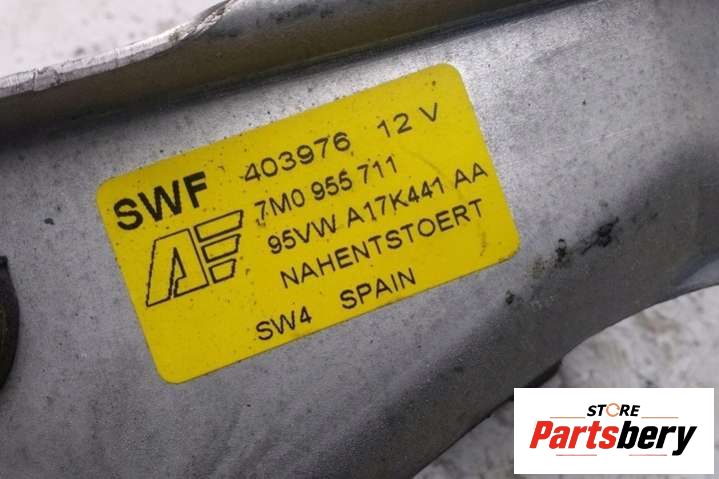 SWF 403976 12 V
7M0 955 711
95VW A17K441 AA
NAHENTSTOERT
SW4 SPAIN
STORE
Partsbery